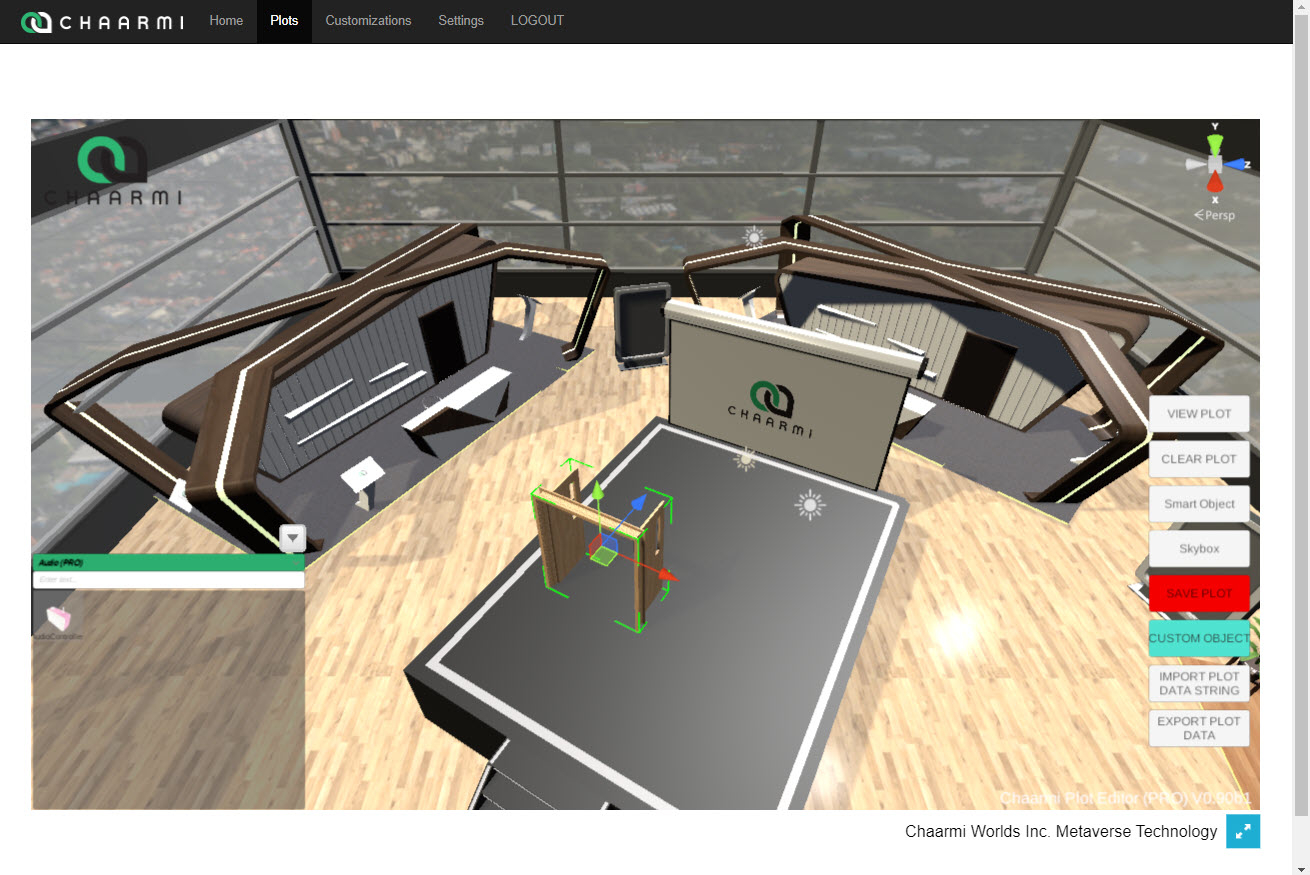 CHAARMI Home Plots Customizations Settings LOGOUT
CHAARMI
Y
Z
X
Persp
CHAARMI
VIEW PLOT
CLEAR PLOT
Smart Object
Skybox
SAVE PLOT
CUSTOM OBJECT
IMPORT PLOT
DATA STRING
EXPORT PLOT
DATA
Audio (PRO)
Enter text...
AudioController
Chaarmi Plot Editor (PRO) V0.90b1
Chaarmi Worlds Inc. Metaverse Technology